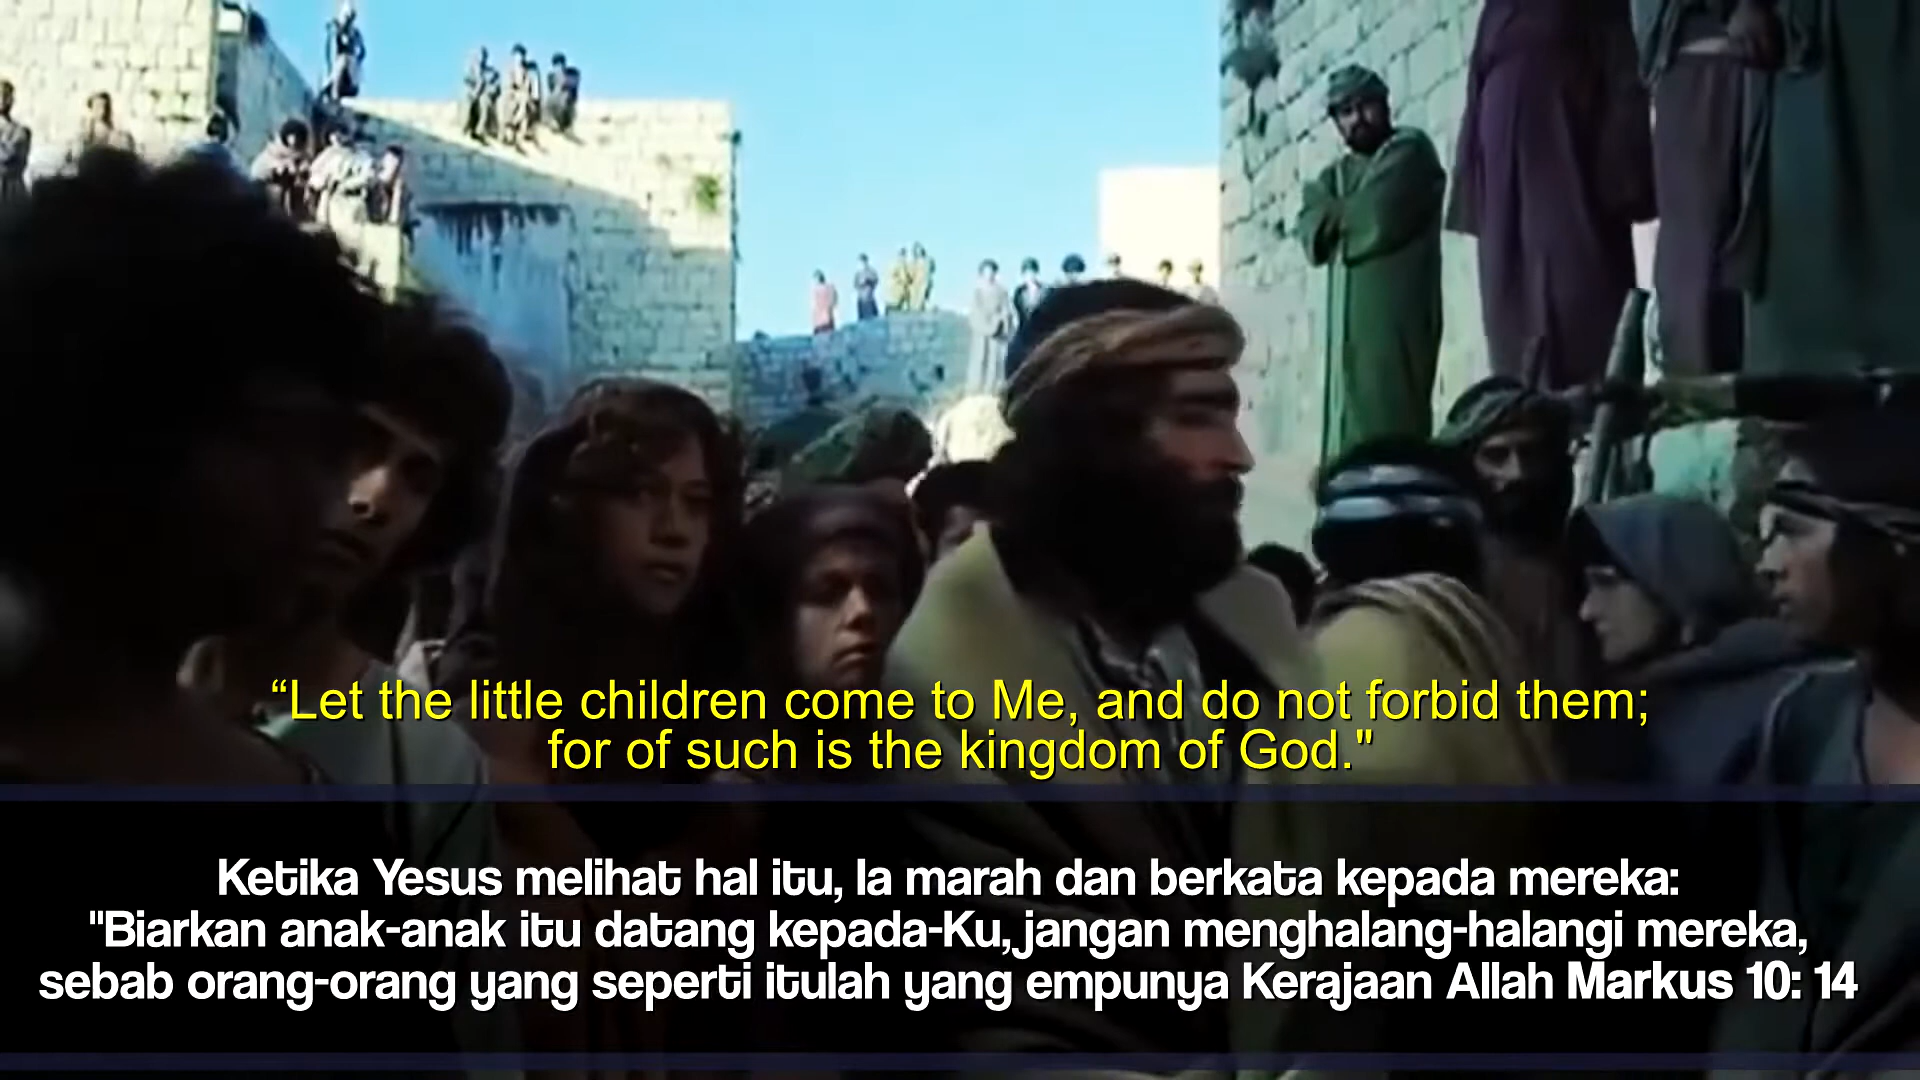 “Let the little children come to Me, and do not forbid them;
for of such is the kingdom of God."
Ketika Yesus melihat hal itu, Ia marah dan berkata kepada mereka:
"Biarkan anak-anak itu datang kepada-Ku, jangan menghalang-halangi mereka,
sebab orang-orang yang seperti itulah yang empunya Kerajaan Allah Markus 10: 14